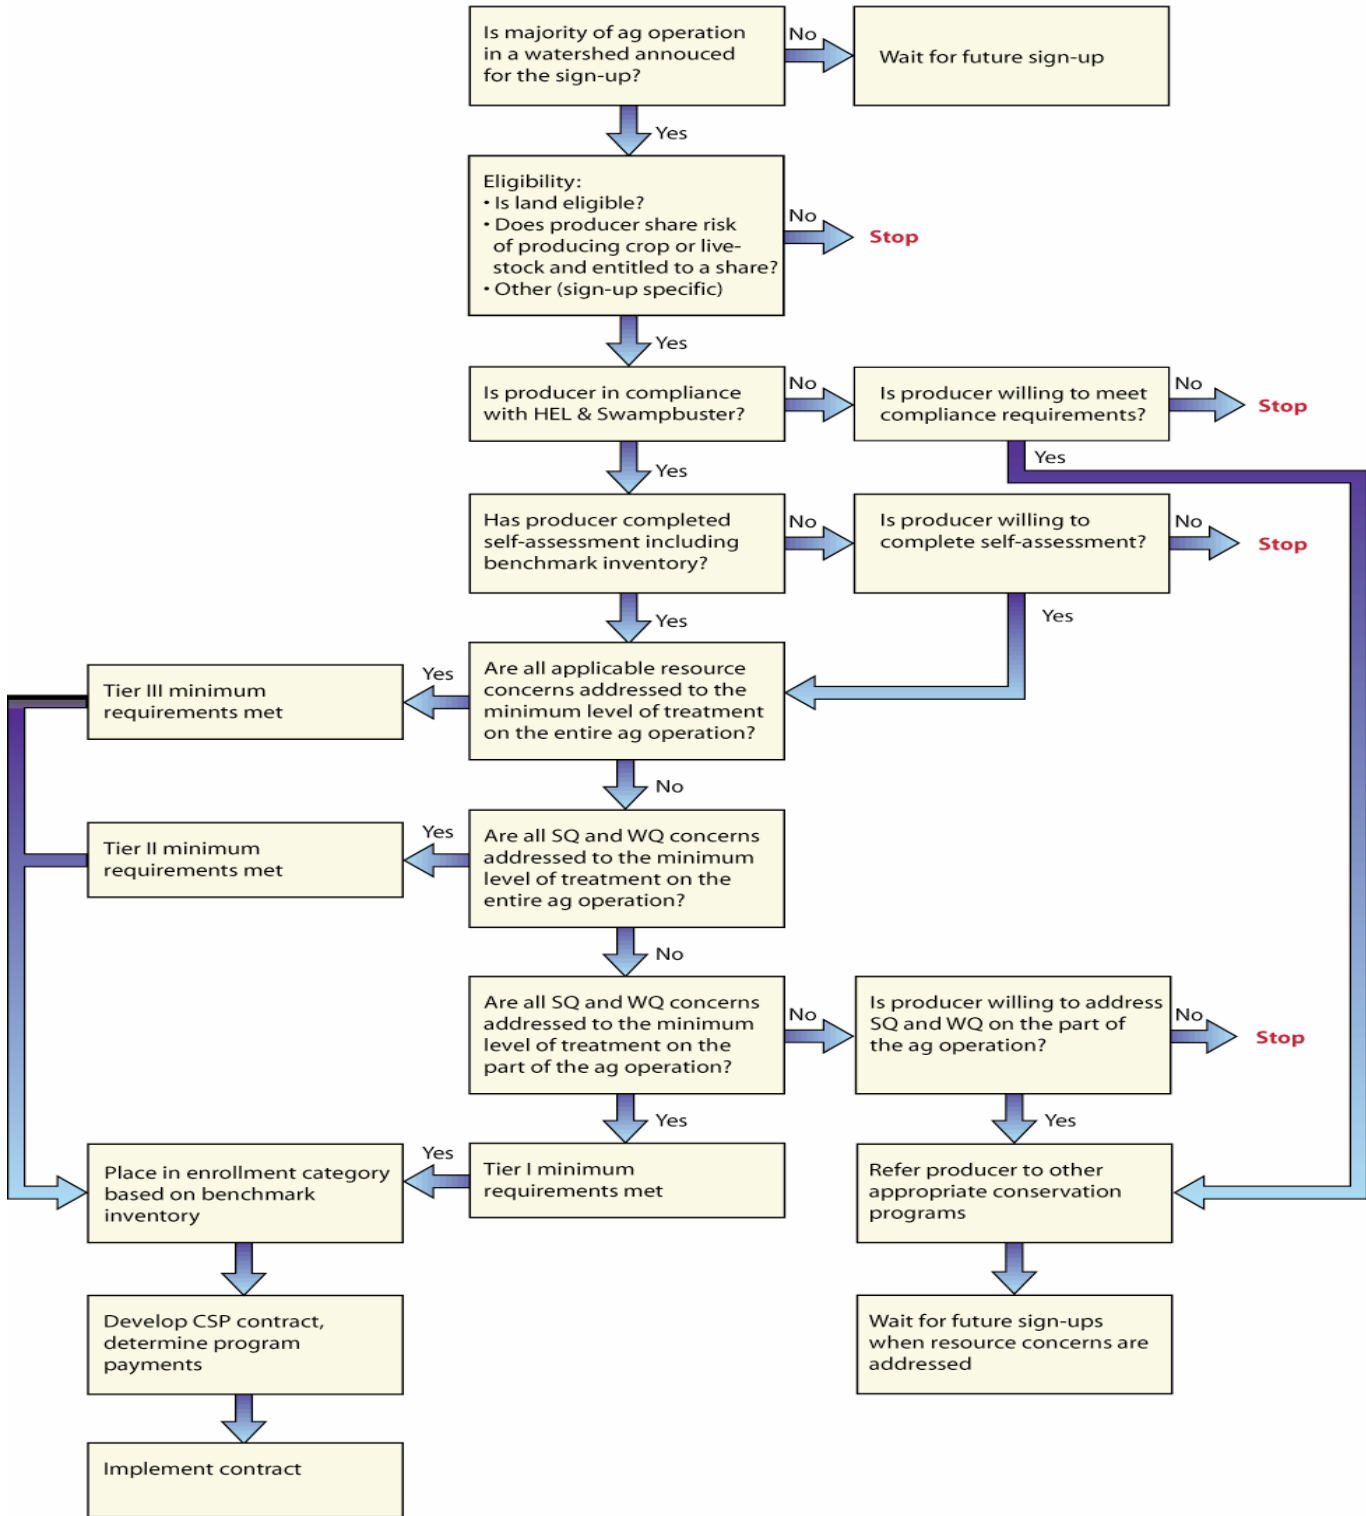 Is majority of ag operation
in a watershed annouced
for the sign-up?
No
Wait for future sign-up
Yes
Eligibility:
• Is land eligible?
• Does producer share risk
of producing crop or live-
stock and entitled to a share?
• Other (sign-up specific)
No
Stop
Yes
Is producer in compliance
with HEL & Swampbuster?
No
Is producer willing to meet
compliance requirements?
No
Stop
Yes
Yes
Has producer completed
self-assessment including
benchmark inventory?
No
Is producer willing to
complete self-assessment?
No
Stop
Yes
Yes
Are all applicable resource
concerns addressed to the
minimum level of treatment
on the entire ag operation?
Yes
Tier III minimum
requirements met
No
Are all SQ and WQ concerns
addressed to the minimum
level of treatment on the
entire ag operation?
Yes
Tier II minimum
requirements met
No
Are all SQ and WQ concerns
addressed to the minimum
level of treatment on the
part of the ag operation?
No
Is producer willing to address
SQ and WQ on the part of
the ag operation?
No
Stop
Yes
Yes
Tier I minimum
requirements met
Yes
Place in enrollment category
based on benchmark
inventory
Refer producer to other
appropriate conservation
programs
Develop CSP contract,
determine program
payments
Wait for future sign-ups
when resource concerns are
addressed
Implement contract